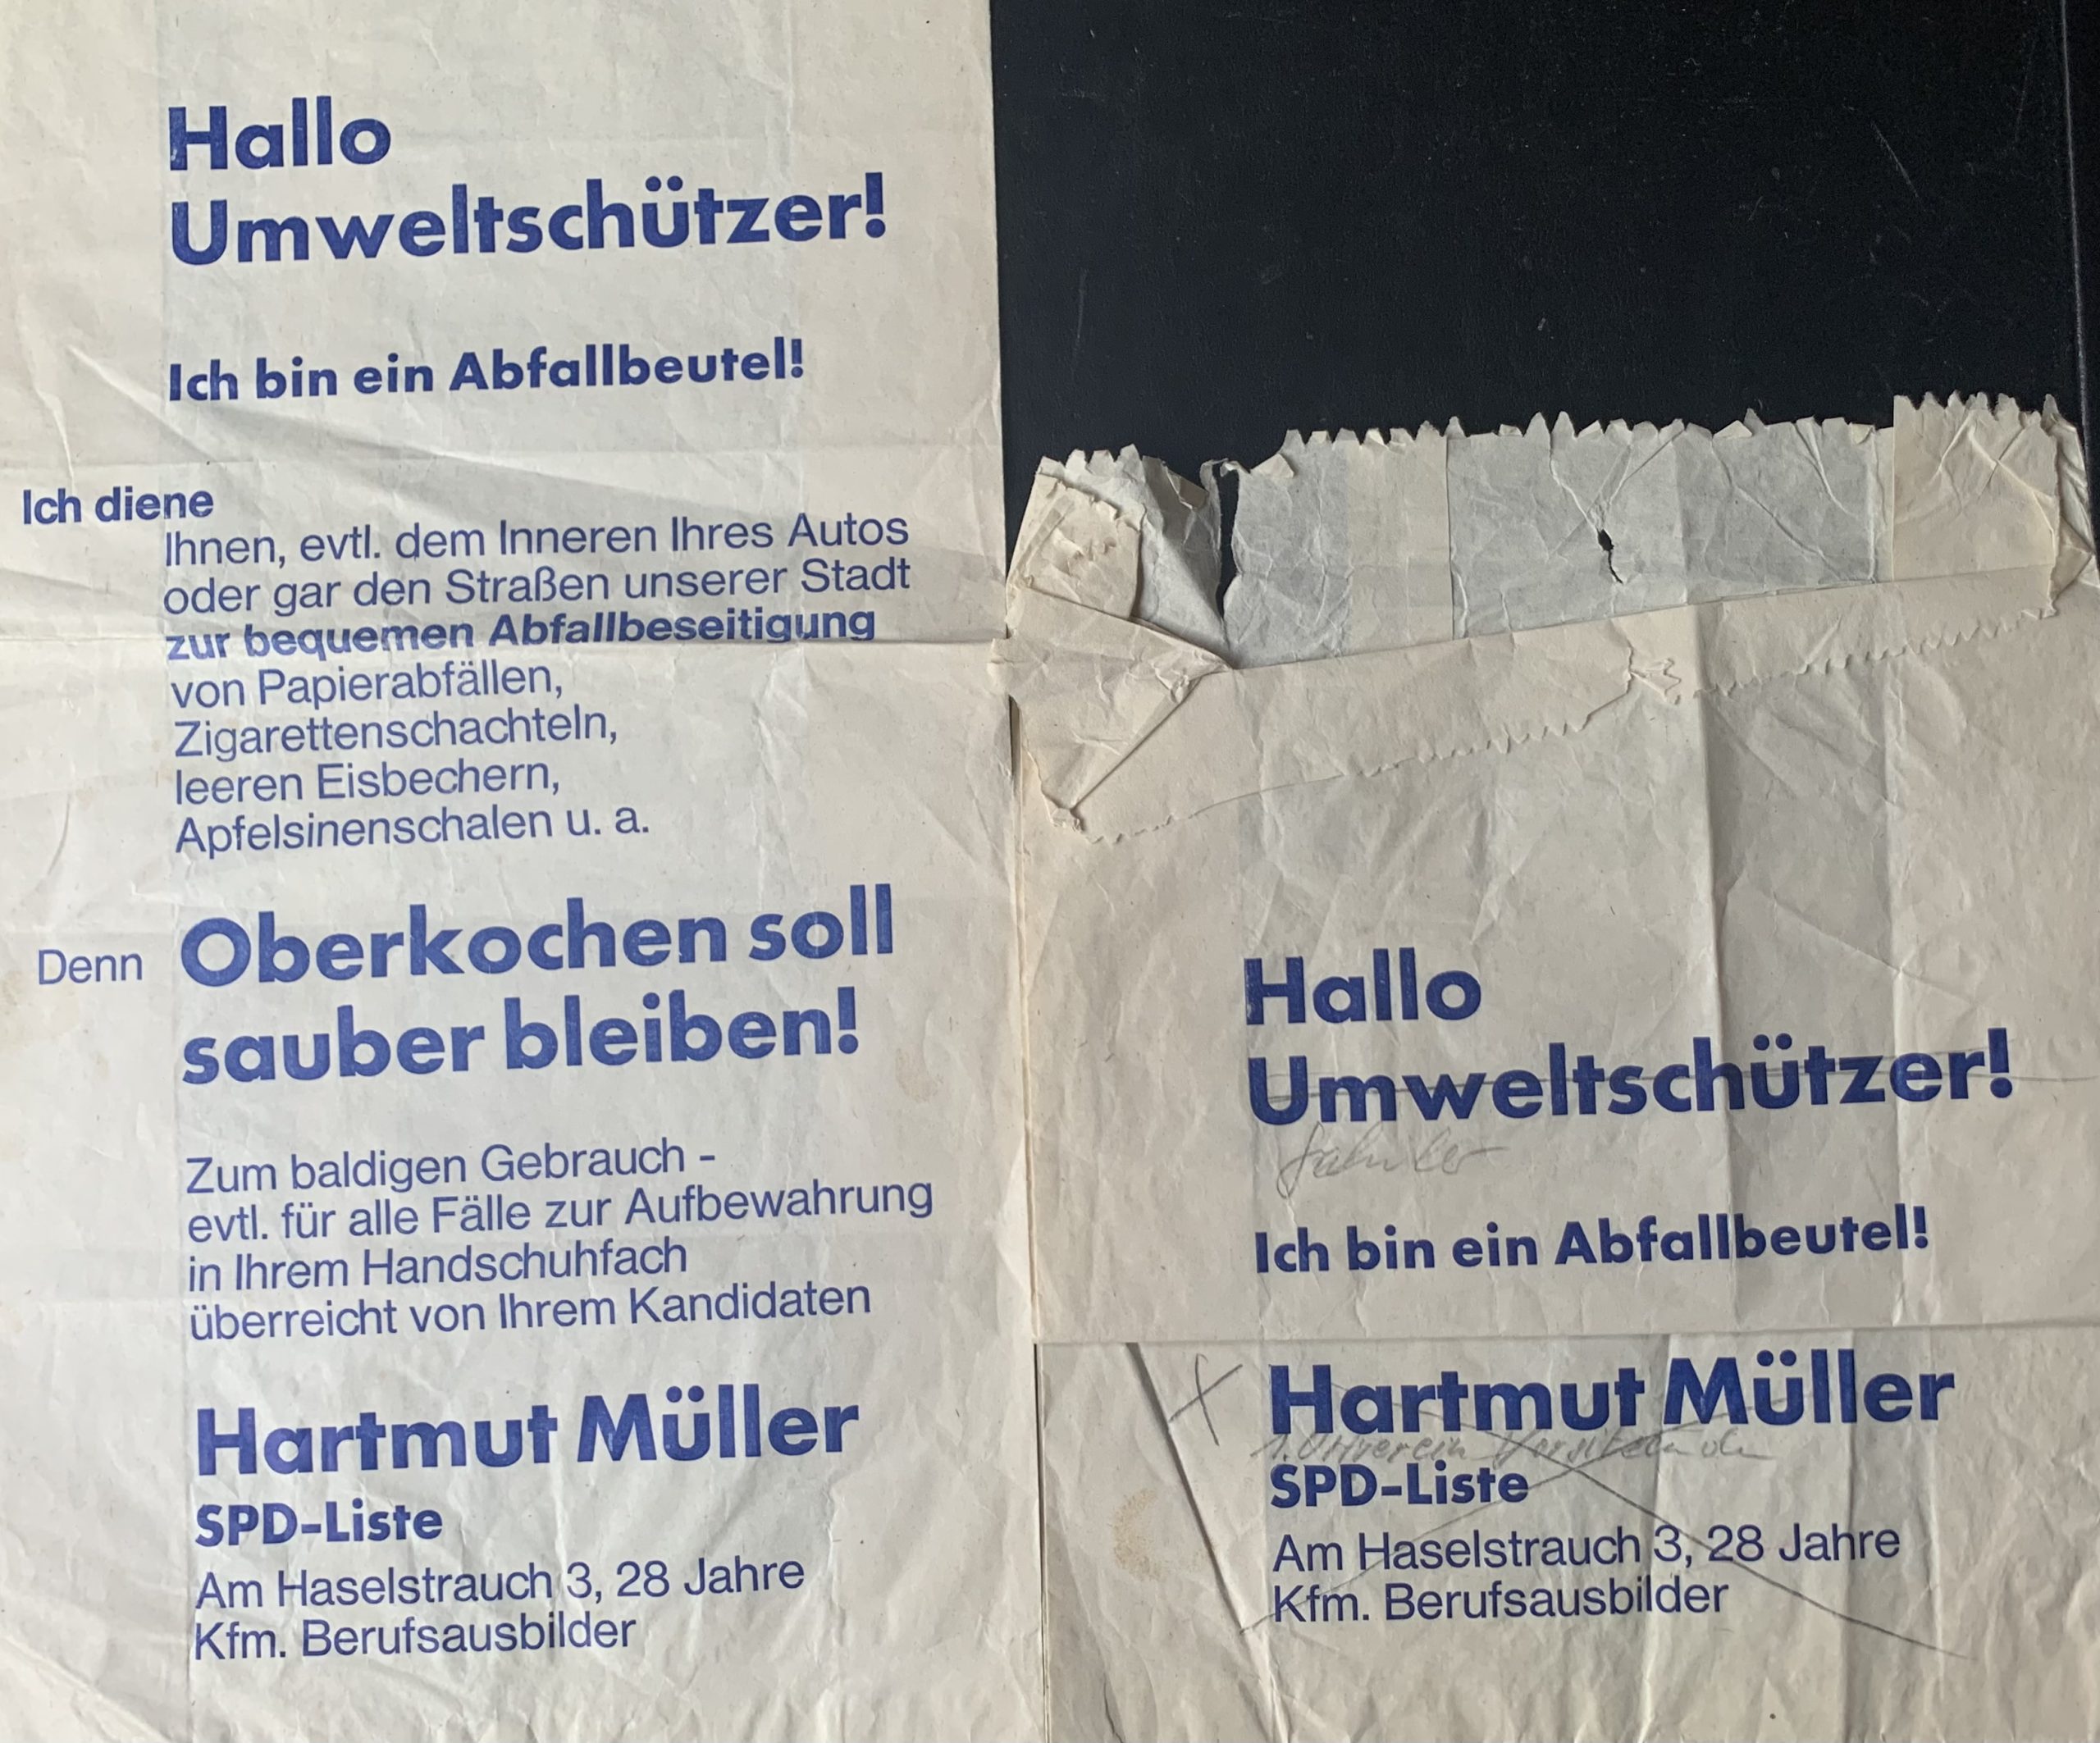 Hallo
Umweltschützer!
Ich bin ein Abfallbeutel!
Ich diene
Ihnen, evtl. dem Inneren Ihres Autos
oder gar den Straßen unserer Stadt
zur bequemen Abfallbeseitigung
von Papierabfällen,
Zigarettenschachteln,
leeren Eisbechern,
Apfelsinenschalen u. a.
Denn Oberkochen soll
sauber bleiben!
Zum baldigen Gebrauch -
evtl. für alle Fälle zur Aufbewahrung
in Ihrem Handschuhfach
überreicht von Ihrem Kandidaten
Hartmut Müller
SPD-Liste
Am Haselstrauch 3, 28 Jahre
Kfm. Berufsausbilder
Hallo
Umweltschützer!
Ich bin ein Abfallbeutel!
Hartmut Müller
SPD-Liste
Am Haselstrauch 3, 28 Jahre
Kfm. Berufsausbilder